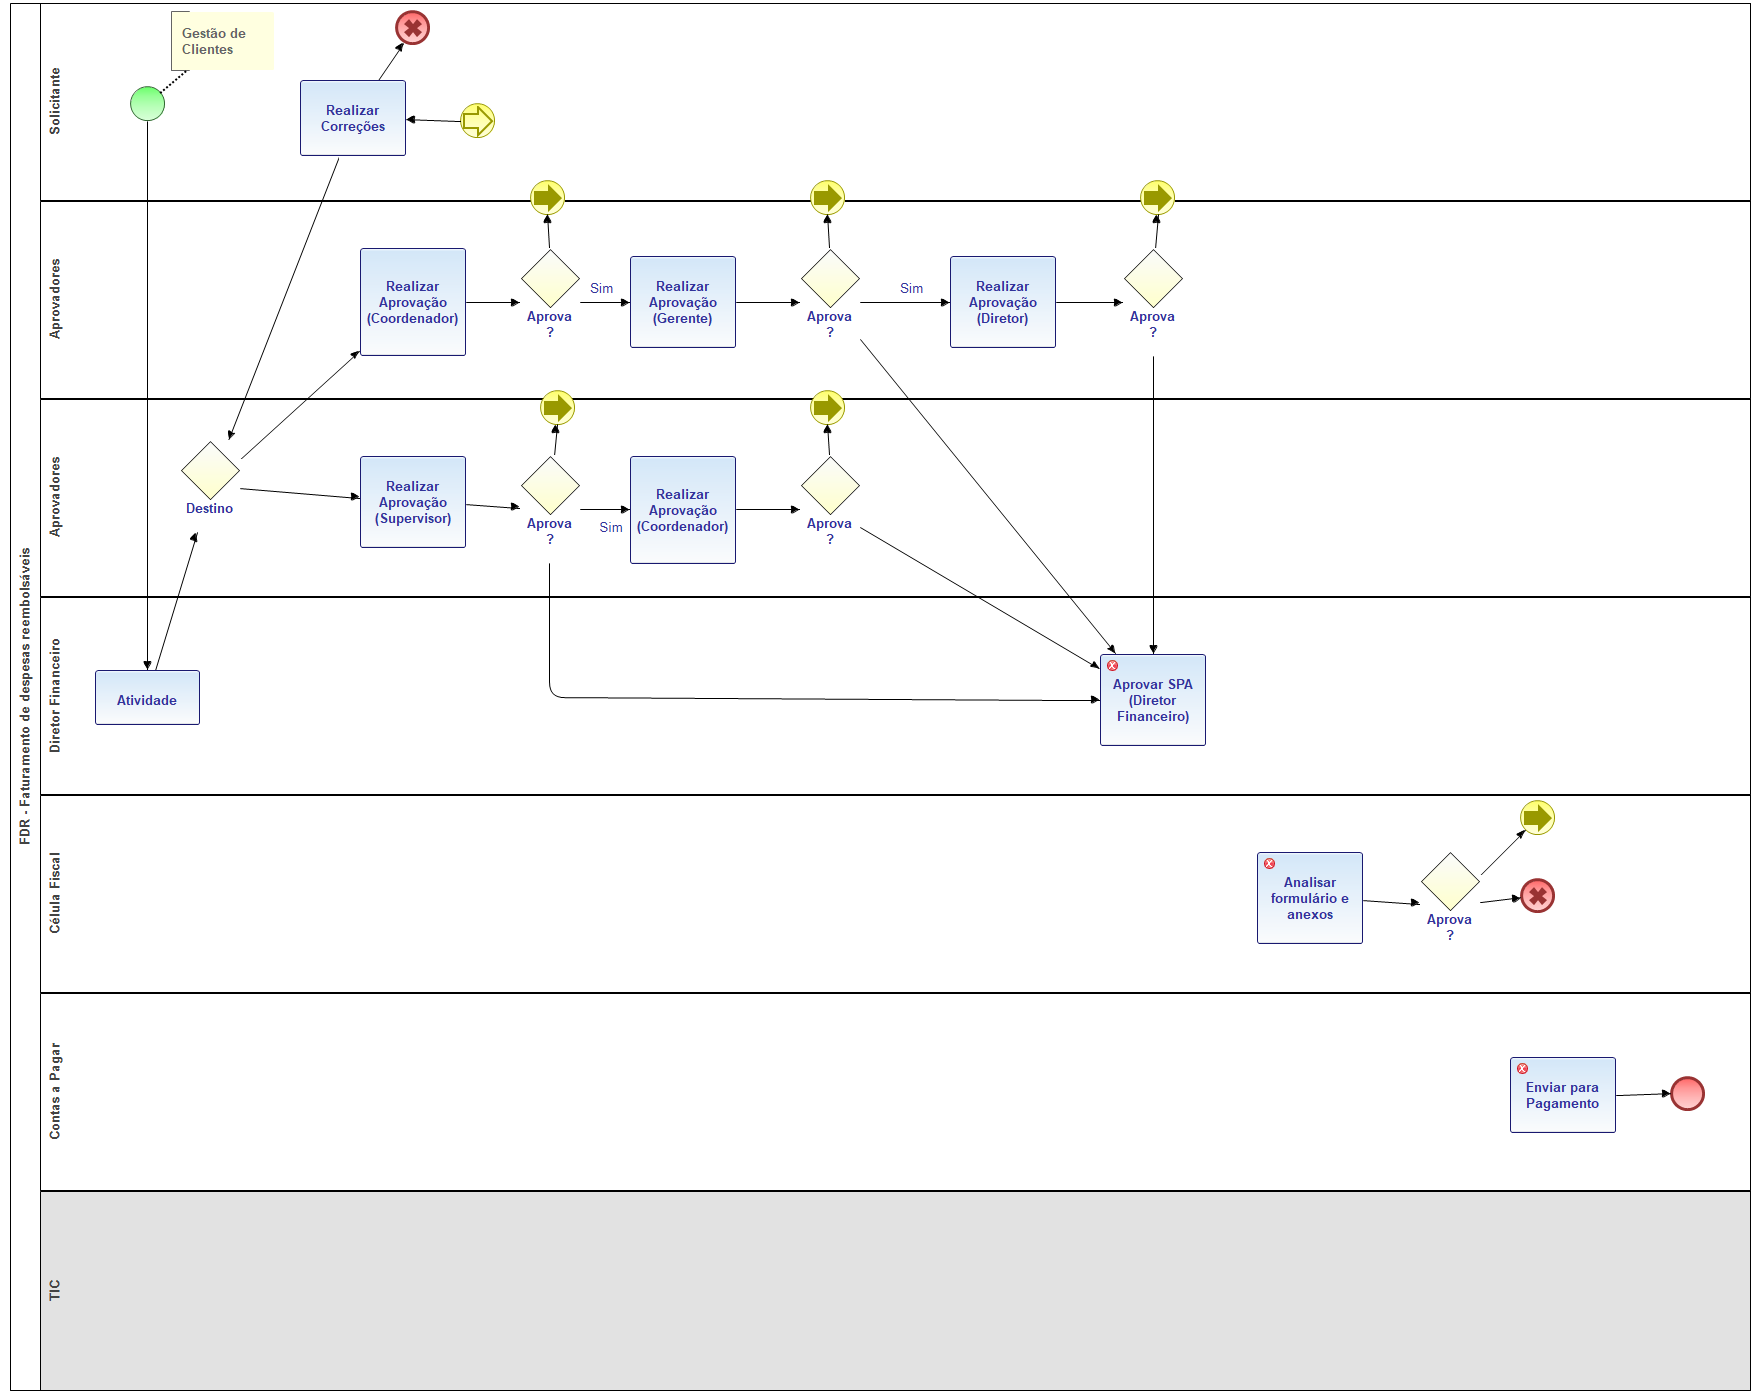 FDR - Faturamento de despesas reembolsáveis
Solicitante
Gestão de
Clientes
Realizar
Correções
Aprovadores
Realizar
Aprovação
(Coordenador)
Aprova
?
Sim
Realizar
Aprovação
(Gerente)
Aprova
?
Sim
Realizar
Aprovação
(Diretor)
Aprova
?
Aprovadores
Destino
Realizar
Aprovação
(Supervisor)
Aprova
?
Sim
Realizar
Aprovação
(Coordenador)
Aprova
?
Diretor Financeiro
Atividade
Aprovar SPA
(Diretor
Financeiro)
Célula Fiscal
Analisar
formulário e
anexos
Aprova
?
Contas a Pagar
Enviar para
Pagamento
TIC